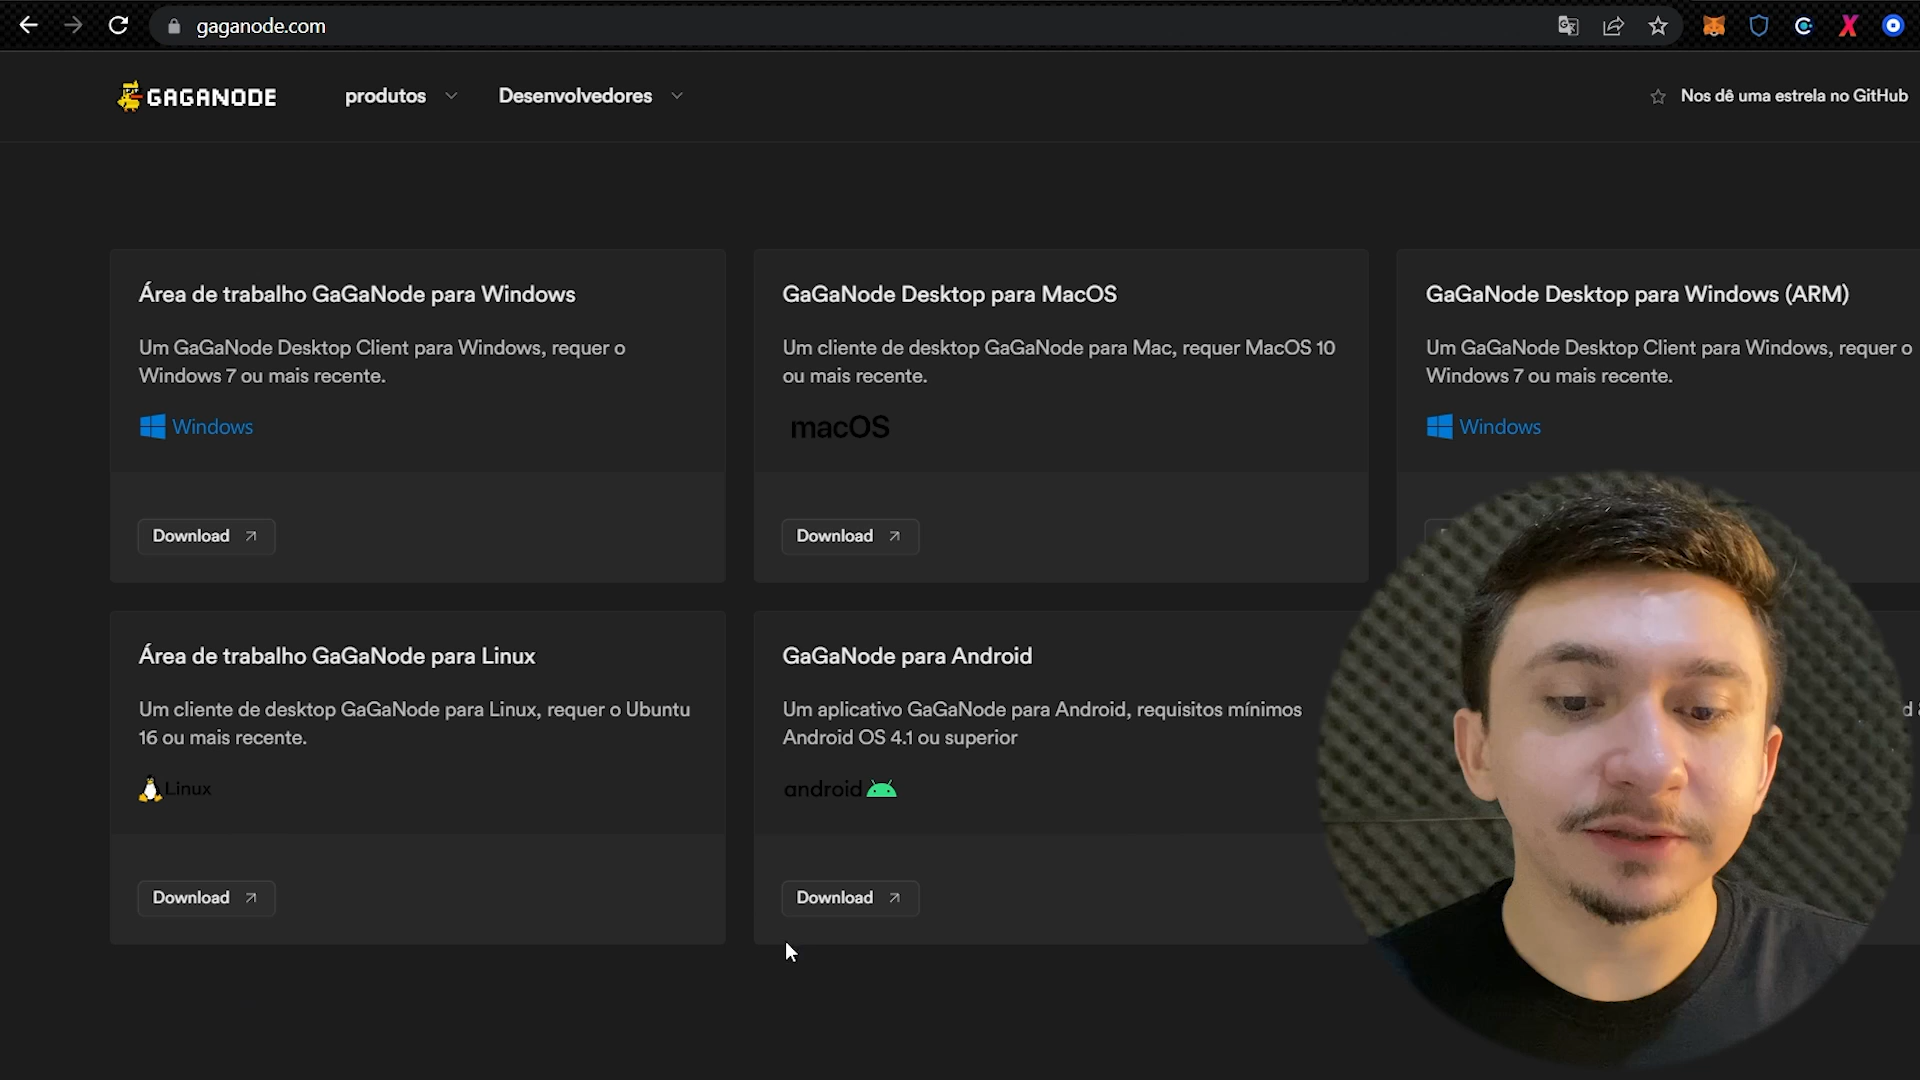 gaganode.com
GAGANODE
produtos
Desenvolvedores
Nos dê uma estrela no GitHub
Área de trabalho GaGaNode para Windows
Um GaGaNode Desktop Client para Windows, requer o
Windows 7 ou mais recente.
Windows
Download
GaGaNode Desktop para MacOS
Um cliente de desktop GaGaNode para Mac, requer MacOS 10
ou mais recente.
macOS
Download
GaGaNode Desktop para Windows (ARM)
Um GaGaNode Desktop Client para Windows, requer o
Windows 7 ou mais recente.
Windows
Área de trabalho GaGaNode para Linux
Um cliente de desktop GaGaNode para Linux, requer o Ubuntu
16 ou mais recente.
Linux
Download
GaGaNode para Android
Um aplicativo GaGaNode para Android, requisitos mínimos
Android OS 4.1 ou superior
android
Download